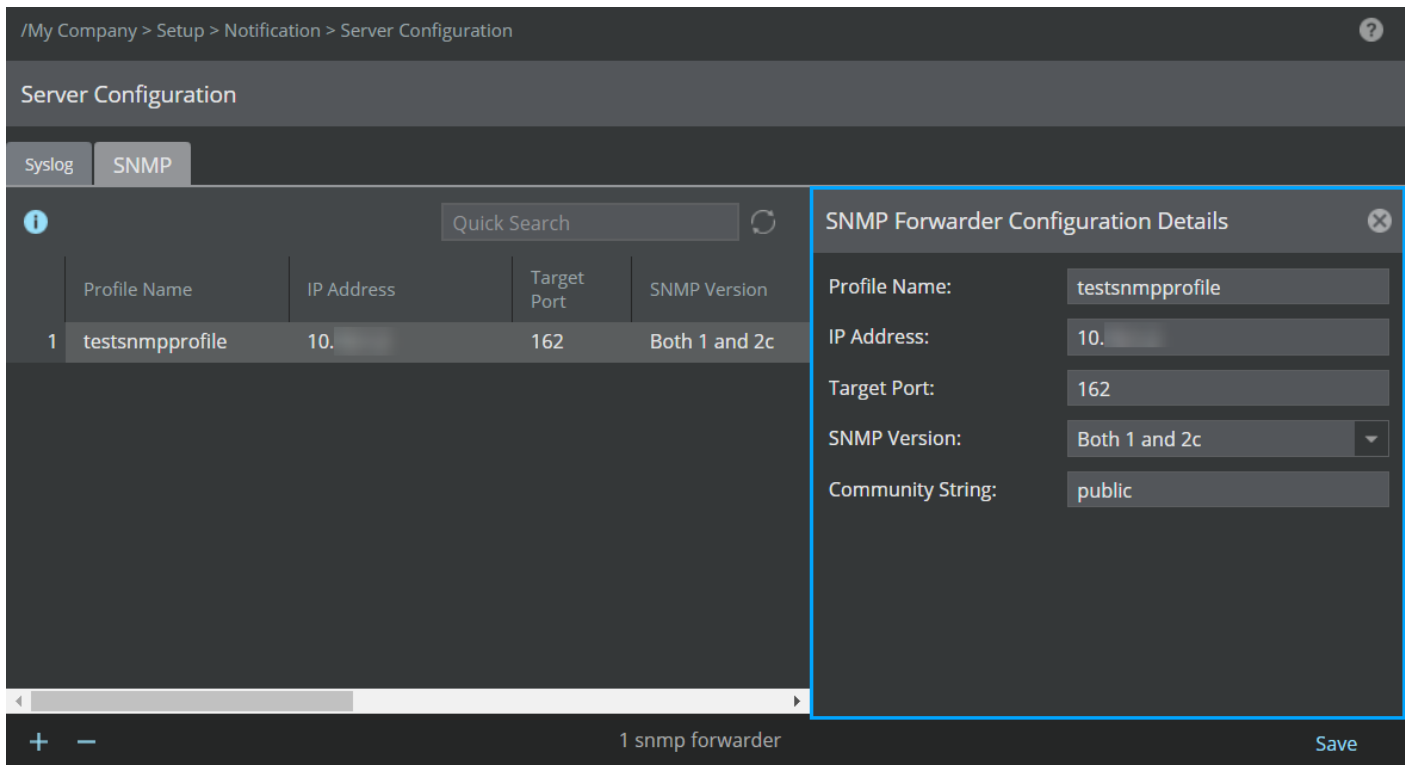 /My Company > Setup > Notification > Server Configuration
?
Server Configuration
Syslog
SNMP
i
Quick Search
Profile Name
IP Address
Target
Port
SNMP Version
1 testsnmpprofile 10. 162 Both 1 and 2c
SNMP Forwarder Configuration Details
Profile Name: testsnmpprofile
IP Address: 10.
Target Port: 162
SNMP Version: Both 1 and 2c
Community String: public
1 snmp forwarder
Save